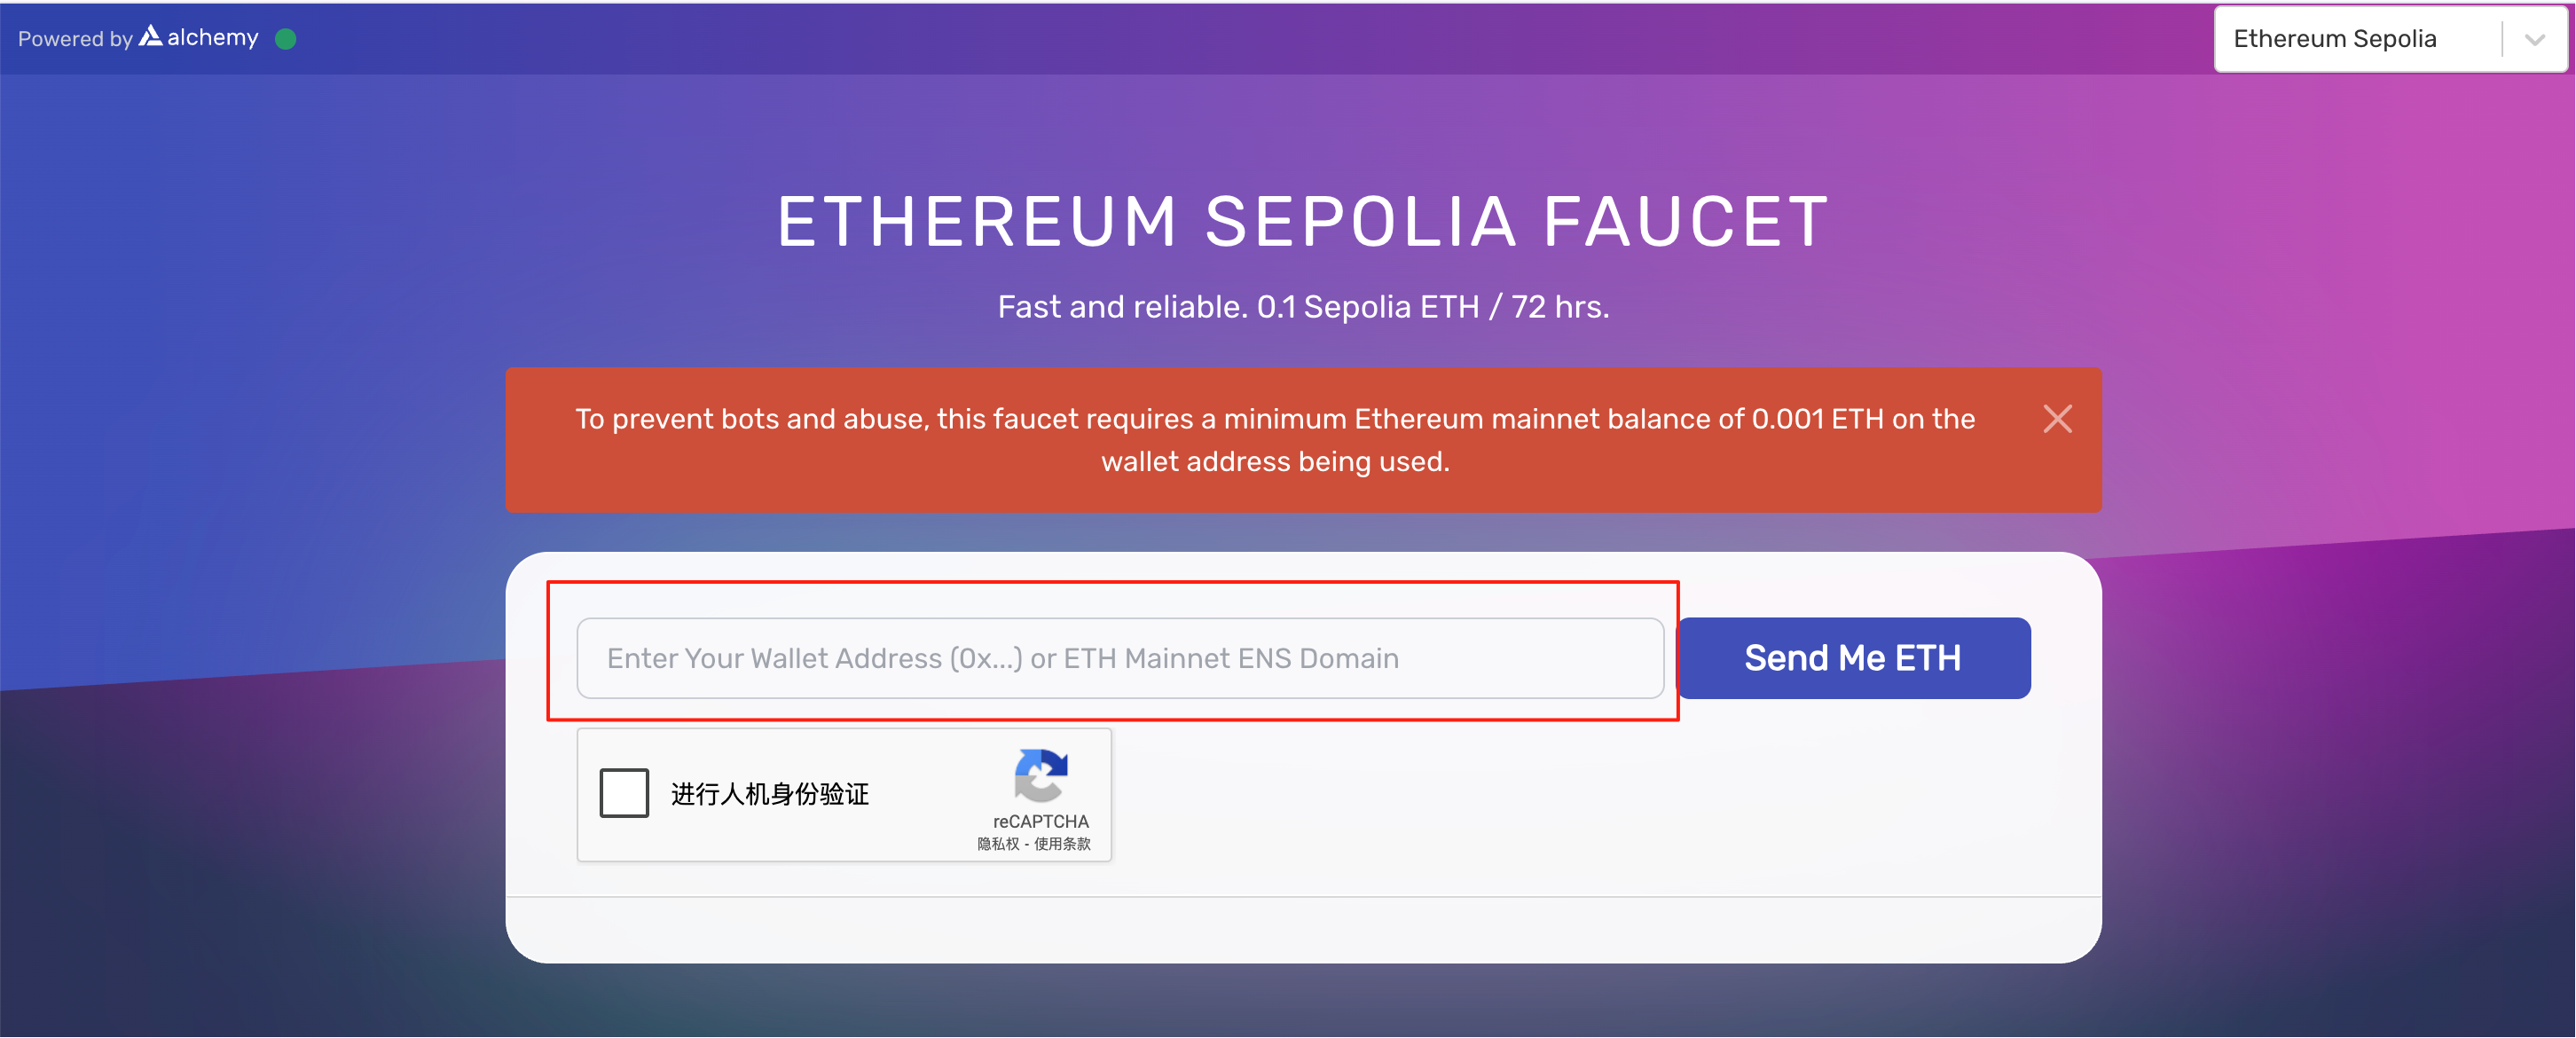 Powered by alchemy
Ethereum Sepolia
ETHEREUM SEPOLIA FAUCET
Fast and reliable. 0.1 Sepolia ETH / 72 hrs.
To prevent bots and abuse, this faucet requires a minimum Ethereum mainnet balance of 0.001 ETH on the
wallet address being used.
Enter Your Wallet Address (0x...) or ETH Mainnet ENS Domain
Send Me ETH
进行人机身份验证
reCAPTCHA
隐私权 - 使用条款